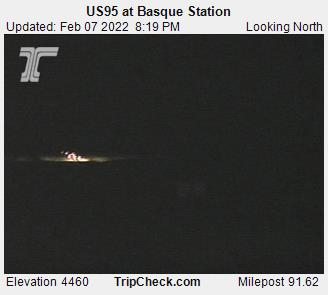 US95 at Basque Station
Updated: Feb 07 2022  8:19 PM Looking North
Elevation 4460 TripCheck.com Milepost 91.62